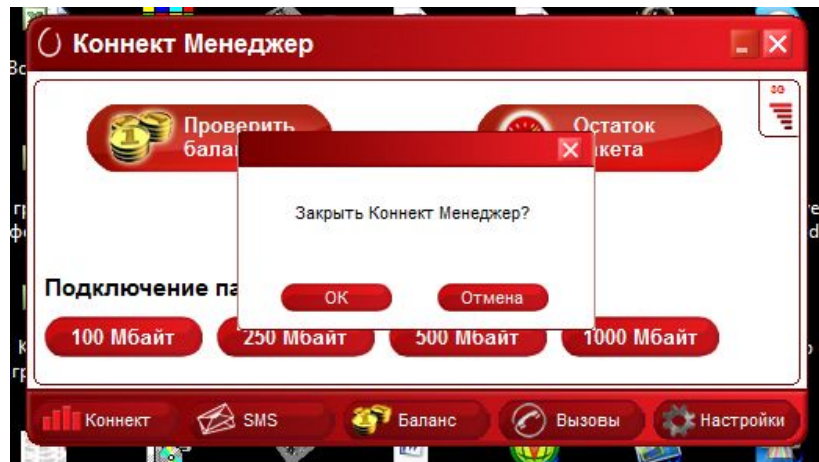 Коннект Менеджер
3G
Проверить
Остаток
Закрыть Коннект Менеджер?
OK
Отмена
Подключение
100 Мбайт
250 Мбайт
500 Мбайт
1000 Мбайт
Коннект
SMS
Баланс
Вызовы
Настройки